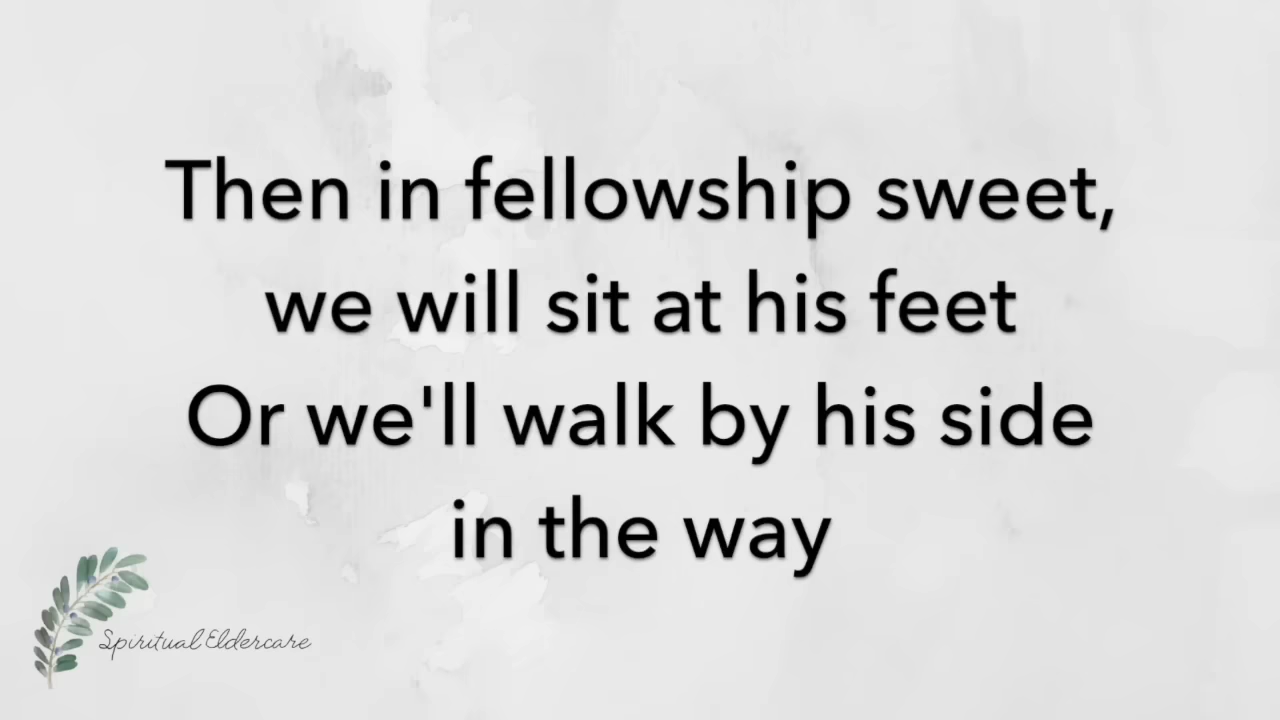 Then in fellowship sweet,
we will sit at his feet
Or we'll walk by his side
in the way
Spiritual Eldercare